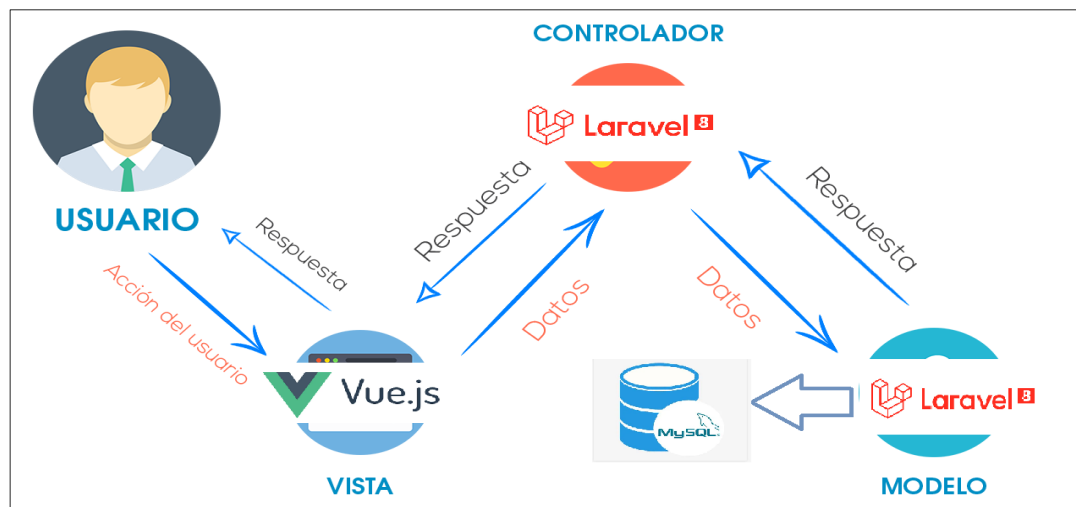 CONTROLADOR
Laravel 8
USUARIO
Respuesta
Acción del usuario
Respuesta
Datos
Datos
Respuesta
Vue.js
VISTA
MySQL
Laravel 8
MODELO